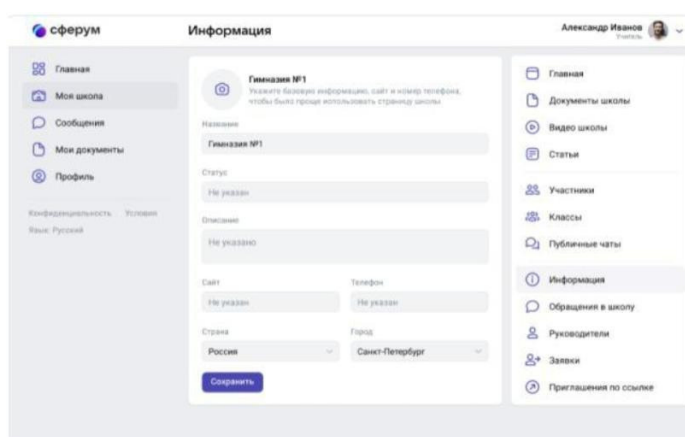 сферум
Информация
Александр Иванов
Учитель
Главная
Моя школа
Сообщения
Мои документы
Профиль
Конфиденциальность Условия
Язык: Русский
Гимназия №1
Укажите базовую информацию, сайт и номер телефона,
чтобы было проще использовать страницу школы
Название
Гимназия №1
Статус
Не указан
Описание
Не указано
Сайт
Телефон
Не указан
Не указан
Страна
Город
Россия
Санкт-Петербург
Сохранить
Главная
Документы школы
Видео школы
Статьи
Участники
Классы
Публичные чаты
Информация
Обращения в школу
Руководители
Заявки
Приглашения по ссылке